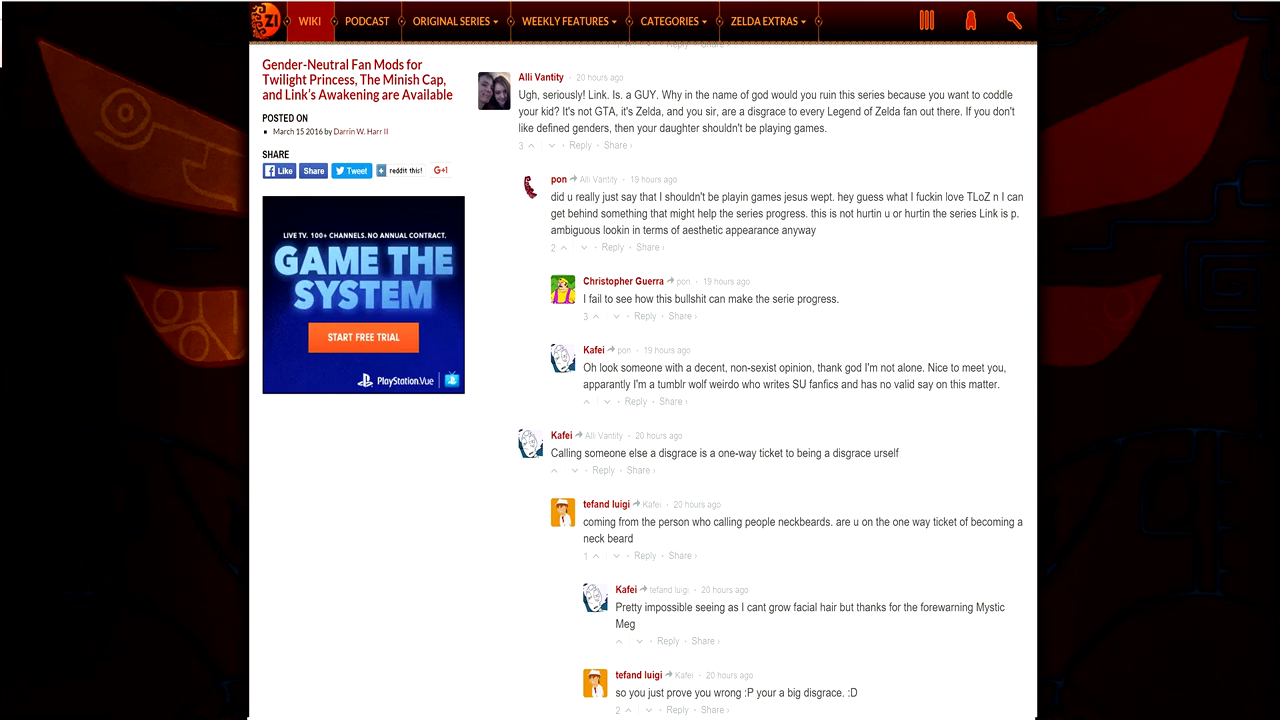 ZI WIKI PODCAST ORIGINAL SERIES WEEKLY FEATURES CATEGORIES ZELDA EXTRAS
Reply Share ›
Gender-Neutral Fan Mods for
Twilight Princess, The Minish Cap,
and Link's Awakening are Available
POSTED ON
March 15 2016 by Darrin W. Harr II
SHARE
Like Share Tweet reddit this! G+1
LIVE TV. 100+ CHANNELS. NO ANNUAL CONTRACT.
GAME THE
SYSTEM
START FREE TRIAL
PlayStation.Vue
Alli Vantity • 20 hours ago
Ugh, seriously! Link. Is. a GUY. Why in the name of god would you ruin this series because you want to coddle
your kid? It's not GTA, it's Zelda, and you sir, are a disgrace to every Legend of Zelda fan out there. If you don't
like defined genders, then your daughter shouldn't be playing games.
3 • Reply • Share ›
pon Alli Vantity • 19 hours ago
did u really just say that I shouldn't be playin games jesus wept. hey guess what I fuckin love TLoZ n I can
get behind something that might help the series progress. this is not hurtin u or hurtin the series Link is p.
ambiguous lookin in terms of aesthetic appearance anyway
2 • Reply • Share ›
Christopher Guerra pon • 19 hours ago
I fail to see how this bullshit can make the serie progress.
3 • Reply • Share ›
Kafei pon • 19 hours ago
Oh look someone with a decent, non-sexist opinion, thank god I'm not alone. Nice to meet you,
apparantly I'm a tumblr wolf weirdo who writes SU fanfics and has no valid say on this matter.
• Reply • Share ›
Kafei Alli Vantity • 20 hours ago
Calling someone else a disgrace is a one-way ticket to being a disgrace urself
• Reply • Share ›
tefand luigi Kafei • 20 hours ago
coming from the person who calling people neckbeards. are u on the one way ticket of becoming a
neck beard
1 • Reply • Share ›
Kafei tefand luigi • 20 hours ago
Pretty impossible seeing as I cant grow facial hair but thanks for the forewarning Mystic
Meg
• Reply • Share ›
tefand luigi Kafei • 20 hours ago
so you just prove you wrong :P your a big disgrace. :D
2 • Reply • Share ›